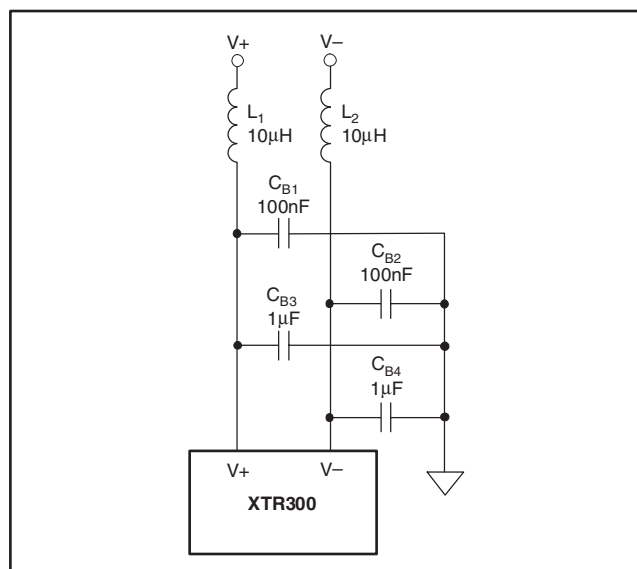 V+
V–
L1
10µH
L2
10µH
CB1
100nF
CB2
100nF
CB3
1µF
CB4
1µF
V+
V–
XTR300